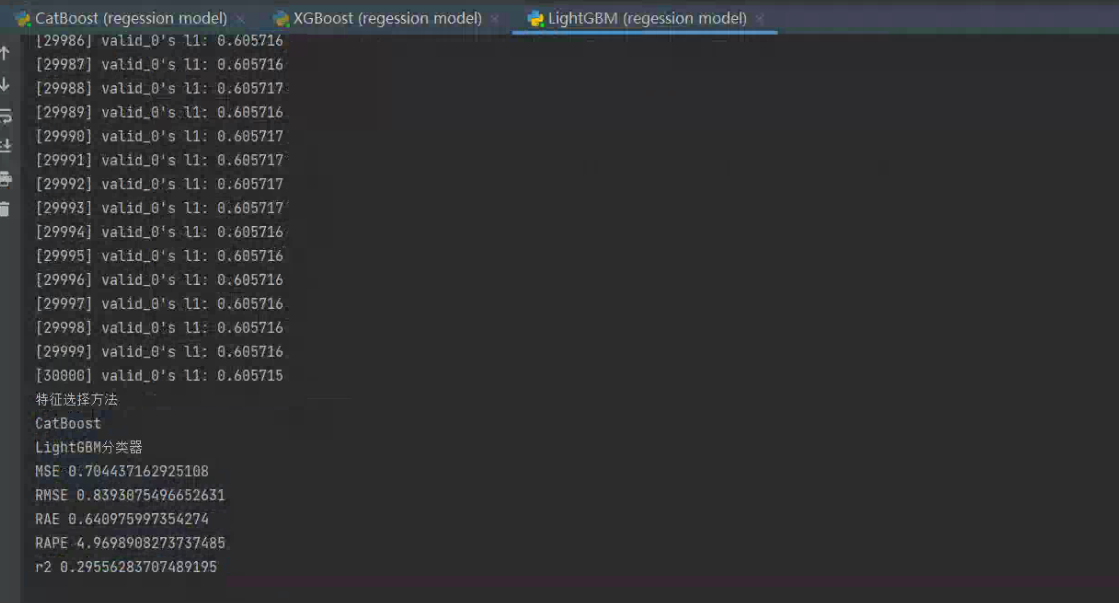 CatBoost (regession model)
XGBoost (regession model)
LightGBM (regession model)
[29986] valid_0's l1: 0.605716
[29987] valid_0's l1: 0.605716
[29988] valid_0's l1: 0.605717
[29989] valid_0's l1: 0.605716
[29990] valid_0's l1: 0.605717
[29991] valid_0's l1: 0.605717
[29992] valid_0's l1: 0.605717
[29993] valid_0's l1: 0.605717
[29994] valid_0's l1: 0.605716
[29995] valid_0's l1: 0.605716
[29996] valid_0's l1: 0.605716
[29997] valid_0's l1: 0.605716
[29998] valid_0's l1: 0.605716
[29999] valid_0's l1: 0.605716
[30000] valid_0's l1: 0.605715
特征选择方法
CatBoost
LightGBM分类器
MSE 0.704437162925108
RMSE 0.8393075496652631
RAE 0.640975997354274
RAPE 4.9698908273737485
r2 0.29556283707489195